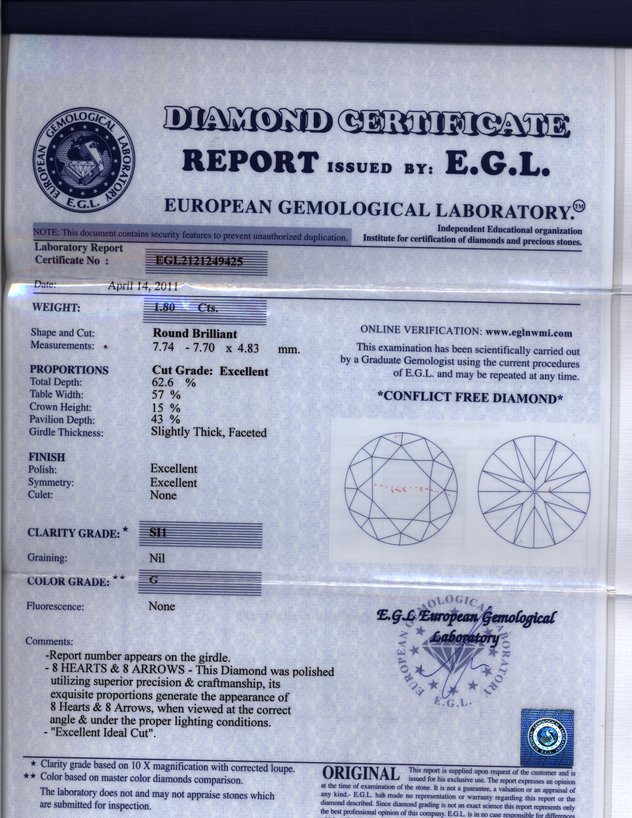 DIAMOND CERTIFICATE
REPORT ISSUED BY: E.G.L.
EUROPEAN GEMOLOGICAL LABORATORY.™
EUROPEAN GEMOLOGICAL LABORATORY
E.G.L.
NOTE: This document contains security features to prevent unauthorized duplication.
Independent Educational organization
Institute for certification of diamonds and precious stones.
Laboratory Report
Certificate No : EGL2121249425
Date: April 14, 2011
WEIGHT: 1.80 Cts.
Shape and Cut: Round Brilliant
Measurements: * 7.74 - 7.70 x 4.83 mm.
PROPORTIONS Cut Grade: Excellent
Total Depth: 62.6 %
Table Width: 57 %
Crown Height: 15 %
Pavilion Depth: 43 %
Girdle Thickness: Slightly Thick, Faceted
FINISH
Polish: Excellent
Symmetry: Excellent
Culet: None
CLARITY GRADE: * SI1
Graining: Nil
COLOR GRADE: ** G
Fluorescence: None
Comments:
-Report number appears on the girdle.
- 8 HEARTS & 8 ARROWS - This Diamond was polished
utilizing superior precision & craftmanship, its
exquisite proportions generate the appearance of
8 Hearts & 8 Arrows, when viewed at the correct
angle & under the proper lighting conditions.
- "Excellent Ideal Cut".
* Clarity grade based on 10 X magnification with corrected loupe.
** Color based on master color diamonds comparison.
The laboratory does not and may not appraise stones which
are submitted for inspection.
ONLINE VERIFICATION: www.eglnwmi.com
This examination has been scientifically carried out
by a Graduate Gemologist using the current procedures
of E.G.L. and may be repeated at any time.
*CONFLICT FREE DIAMOND*
E.G.L European Gemological
Laboratory
EUROPEAN GEMOLOGICAL LABORATORY
E.G.L.
ORIGINAL This report is supplied upon request of the customer and is
issued for his exclusive use. The report expresses an opinion
at the time of examination of the stone. It is not a guarantee, a valuation or an appraisal of
any kind.- E.G.L. has made no representation or warranty regarding this report or the
diamond described. Since diamond grading is not an exact science this report represents only
the best professional opinion of this company. E.G.L. is in no case responsible for differences